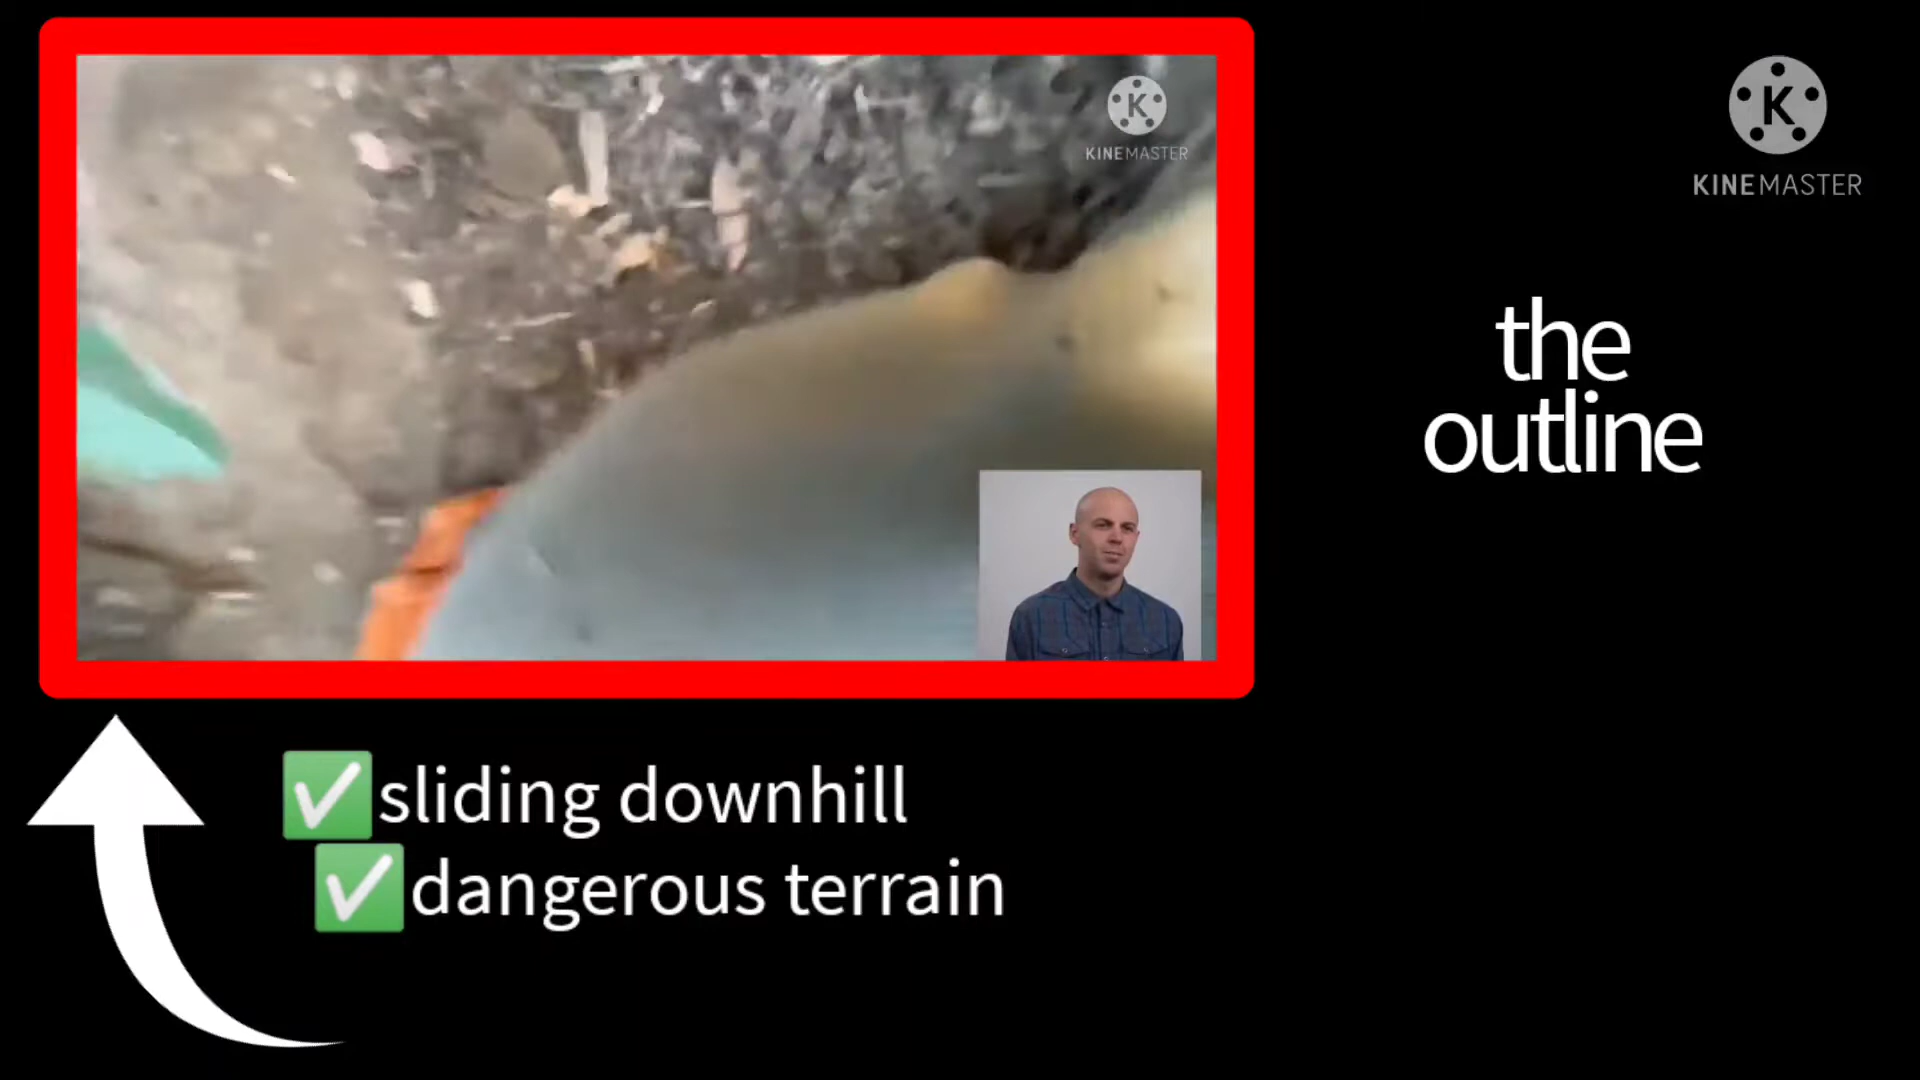 KINEMASTER
KINEMASTER
the
outline
✅sliding downhill
✅dangerous terrain